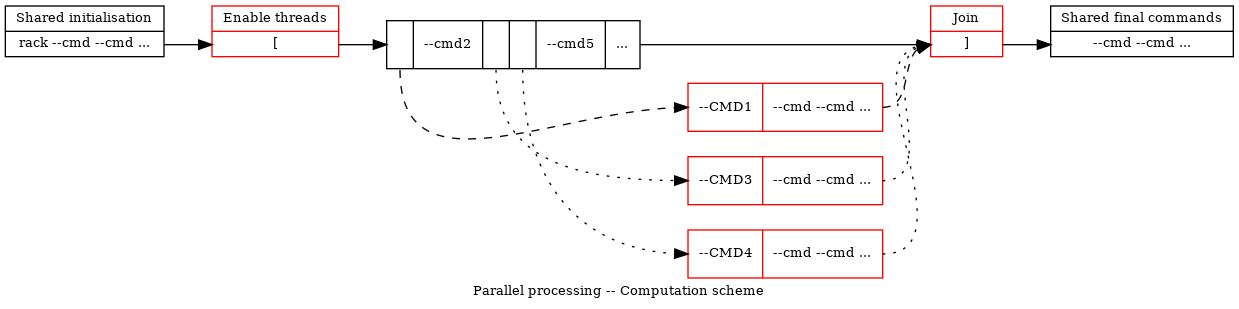 Shared initialisation
rack --cmd --cmd ...
Enable threads
[
--cmd2
--cmd5
...
Join
]
Shared final commands
--cmd --cmd ...
--CMD1
--cmd --cmd ...
--CMD3
--cmd --cmd ...
--CMD4
--cmd --cmd ...
Parallel processing -- Computation scheme